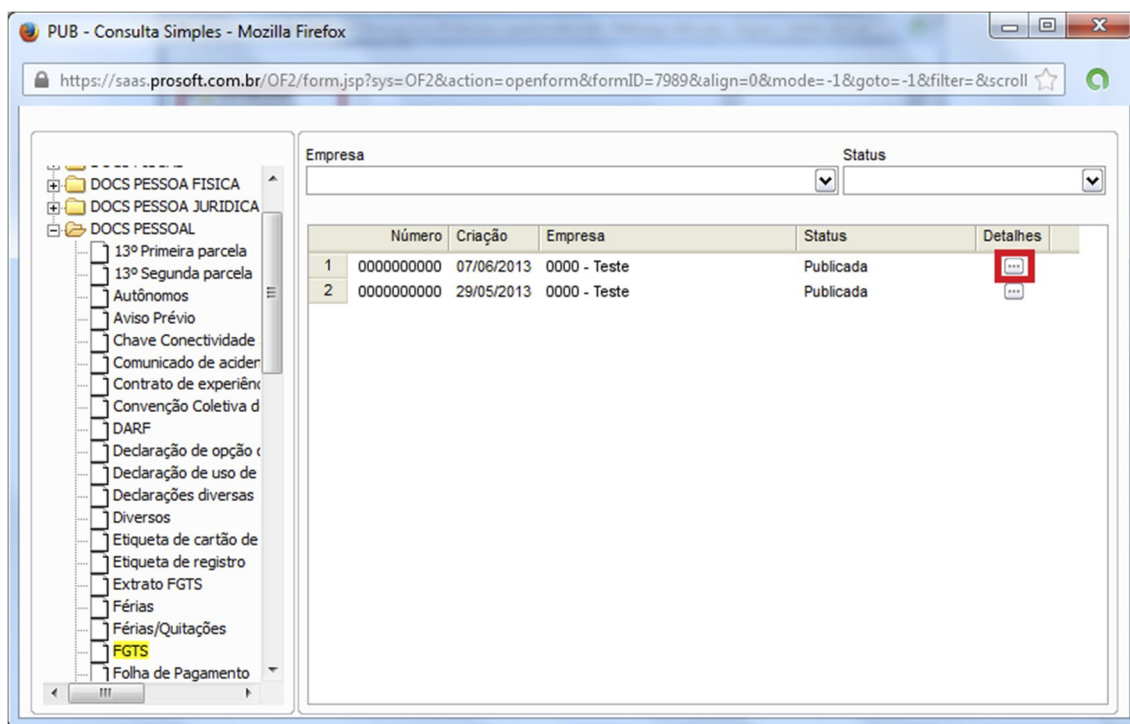 PUB - Consulta Simples - Mozilla Firefox
https://saas.prosoft.com.br/OF2/form.jsp?sys=OF2&action=openform&formID=7989&align=0&mode=-1&goto=-1&filter=&scroll
DOCS PESSOA FISICA
DOCS PESSOA JURIDICA
DOCS PESSOAL
13º Primeira parcela
13º Segunda parcela
Autônomos
Aviso Prévio
Chave Conectividade
Comunicado de aciden
Contrato de experiênc
Convenção Coletiva d
DARF
Declaração de opção
Declaração de uso de
Declarações diversas
Diversos
Etiqueta de cartão de
Etiqueta de registro
Extrato FGTS
Férias
Férias/Quitações
FGTS
Folha de Pagamento
Empresa Status
Número Criação Empresa Status Detalhes
1 0000000000 07/06/2013 0000 - Teste Publicada ...
2 0000000000 29/05/2013 0000 - Teste Publicada ...